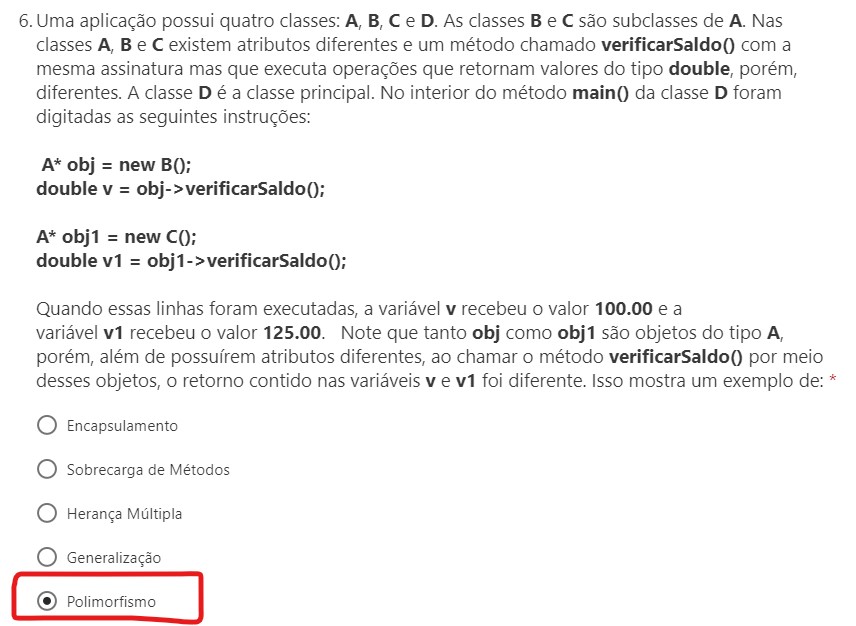 6. Uma aplicação possui quatro classes: A, B, C e D. As classes B e C são subclasses de A. Nas
classes A, B e C existem atributos diferentes e um método chamado verificarSaldo() com a
mesma assinatura mas que executa operações que retornam valores do tipo double, porém,
diferentes. A classe D é a classe principal. No interior do método main() da classe D foram
digitadas as seguintes instruções:
A* obj = new B();
double v = obj->verificarSaldo();
A* obj1 = new C();
double v1 = obj1->verificarSaldo();
Quando essas linhas foram executadas, a variável v recebeu o valor 100.00 e a
variável v1 recebeu o valor 125.00. Note que tanto obj como obj1 são objetos do tipo A,
porém, além de possuírem atributos diferentes, ao chamar o método verificarSaldo() por meio
desses objetos, o retorno contido nas variáveis v e v1 foi diferente. Isso mostra um exemplo de: *
Encapsulamento
Sobrecarga de Métodos
Herança Múltipla
Generalização
Polimorfismo